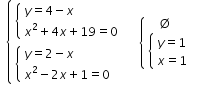 y = 4 − x
x² + 4x + 19 = 0
y = 2 − x
x² − 2x + 1 = 0
Ø
y = 1
x = 1